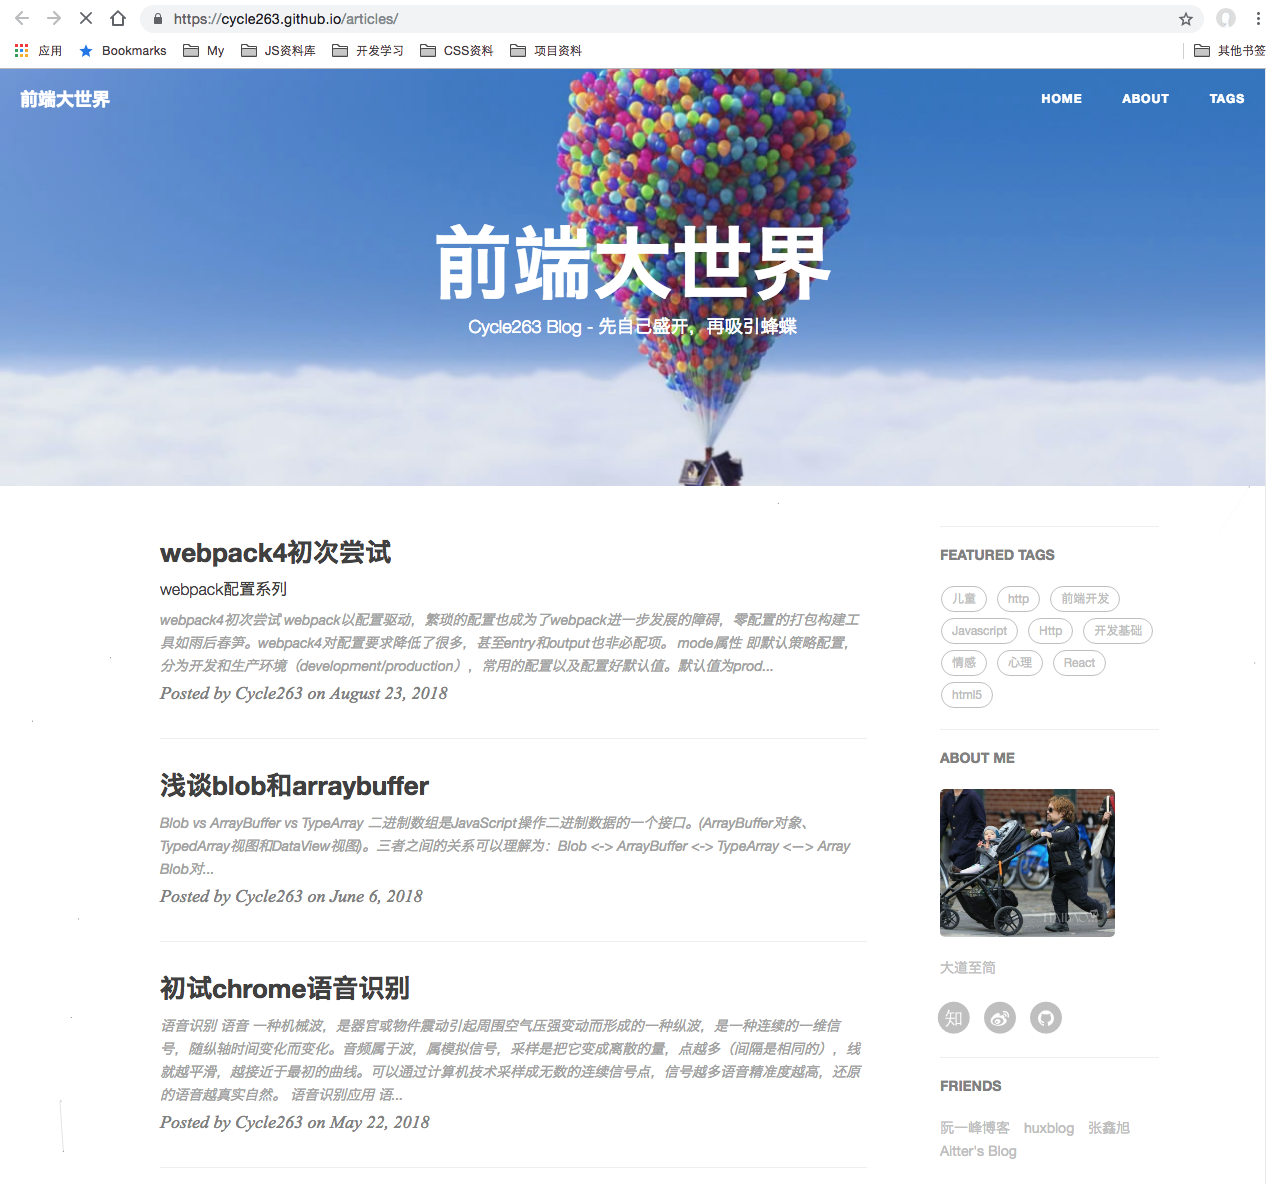 https://cycle263.github.io/articles/
应用 Bookmarks My JS资料库 开发学习 CSS资料 项目资料 其他书签
前端大世界 HOME ABOUT TAGS
前端大世界
Cycle263 Blog - 先自己盛开，再吸引蜂蝶
webpack4初次尝试
webpack配置系列
webpack4初次尝试 webpack以配置驱动，繁琐的配置也成为了webpack进一步发展的障碍，零配置的打包构建工
具如雨后春笋。webpack4对配置要求降低了很多，甚至entry和output也非必配项。 mode属性 即默认策略配置，
分为开发和生产环境（development/production），常用的配置以及配置好默认值。默认值为prod...
Posted by Cycle263 on August 23, 2018
浅谈blob和arraybuffer
Blob vs ArrayBuffer vs TypeArray 二进制数组是JavaScript操作二进制数据的一个接口。(ArrayBuffer对象、
TypedArray视图和DataView视图)。三者之间的关系可以理解为：Blob <-> ArrayBuffer <-> TypeArray <—> Array
Blob对...
Posted by Cycle263 on June 6, 2018
初试chrome语音识别
语音识别 语音 一种机械波，是器官或物件震动引起周围空气压强变动而形成的一种纵波，是一种连续的一维信
号，随纵轴时间变化而变化。音频属于波，属模拟信号，采样是把它变成离散的量，点越多（间隔是相同的），线
就越平滑，越接近于最初的曲线。可以通过计算机技术采样成无数的连续信号点，信号越多语音精准度越高，还原
的语音越真实自然。 语音识别应用 语...
Posted by Cycle263 on May 22, 2018
FEATURED TAGS
儿童 http 前端开发
Javascript Http 开发基础
情感 心理 React
html5
ABOUT ME
大道至简
知
FRIENDS
阮一峰博客 huxblog 张鑫旭
Aitter's Blog